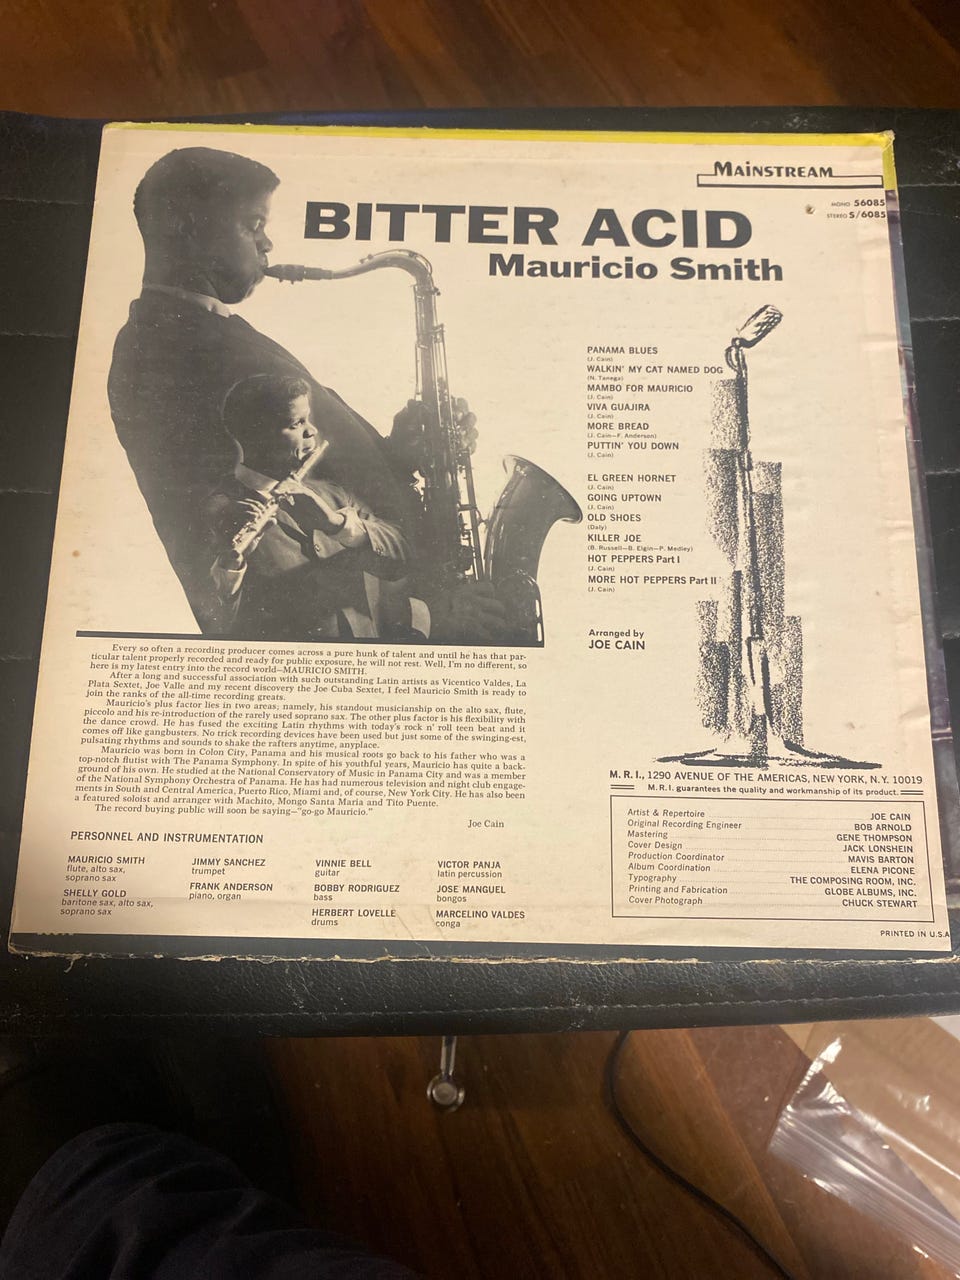 MAINSTREAM
MONO 56085
STEREO S/6085
BITTER ACID
Mauricio Smith
PANAMA BLUES
(J. Cain)
WALKIN' MY CAT NAMED DOG
(N. Tanega)
MAMBO FOR MAURICIO
(J. Cain)
VIVA GUAJIRA
(J. Cain)
MORE BREAD
(J. Cain—F. Anderson)
PUTTIN' YOU DOWN
(J. Cain)
EL GREEN HORNET
(J. Cain)
GOING UPTOWN
(J. Cain)
OLD SHOES
(Daly)
KILLER JOE
(B. Russell—B. Elgin—P. Medley)
HOT PEPPERS Part I
(J. Cain)
MORE HOT PEPPERS Part II
(J. Cain)
Arranged by
JOE CAIN
Every so often a recording producer comes across a pure hunk of talent and until he has that par-
ticular talent properly recorded and ready for public exposure, he will not rest. Well, I'm no different, so
here is my latest entry into the record world—MAURICIO SMITH.
After a long and successful association with such outstanding Latin artists as Vicentico Valdes, La
Plata Sextet, Joe Valle and my recent discovery the Joe Cuba Sextet, I feel Mauricio Smith is ready to
join the ranks of the all-time recording greats.
Mauricio's plus factor lies in two areas; namely, his standout musicianship on the alto sax, flute,
piccolo and his re-introduction of the rarely used soprano sax. The other plus factor is his flexibility with
the dance crowd. He has fused the exciting Latin rhythms with today's rock n' roll teen beat and it
comes off like gangbusters. No trick recording devices have been used but just some of the swinging-est,
pulsating rhythms and sounds to shake the rafters anytime, anyplace.
Mauricio was born in Colon City, Panama and his musical roots go back to his father who was a
top-notch flutist with The Panama Symphony. In spite of his youthful years, Mauricio has quite a back-
ground of his own. He studied at the National Conservatory of Music in Panama City and was a member
of the National Symphony Orchestra of Panama. He has had numerous television and night club engage-
ments in South and Central America, Puerto Rico, Miami and, of course, New York City. He has also been
a featured soloist and arranger with Machito, Mongo Santa Maria and Tito Puente.
The record buying public will soon be saying—"go-go Mauricio."
Joe Cain
PERSONNEL AND INSTRUMENTATION
MAURICIO SMITH
flute, alto sax,
soprano sax
SHELLY GOLD
baritone sax, alto sax,
soprano sax
JIMMY SANCHEZ
trumpet
FRANK ANDERSON
piano, organ
VINNIE BELL
guitar
BOBBY RODRIGUEZ
bass
HERBERT LOVELLE
drums
VICTOR PANJA
latin percussion
JOSE MANGUEL
bongos
MARCELINO VALDES
conga
M. R. I., 1290 AVENUE OF THE AMERICAS, NEW YORK, N.Y. 10019
M.R.I. guarantees the quality and workmanship of its product.
Artist & Repertoire JOE CAIN
Original Recording Engineer BOB ARNOLD
Mastering GENE THOMPSON
Cover Design JACK LONSHEIN
Production Coordinator MAVIS BARTON
Album Coordination ELENA PICONE
Typography THE COMPOSING ROOM, INC.
Printing and Fabrication GLOBE ALBUMS, INC.
Cover Photograph CHUCK STEWART
PRINTED IN U.S.A